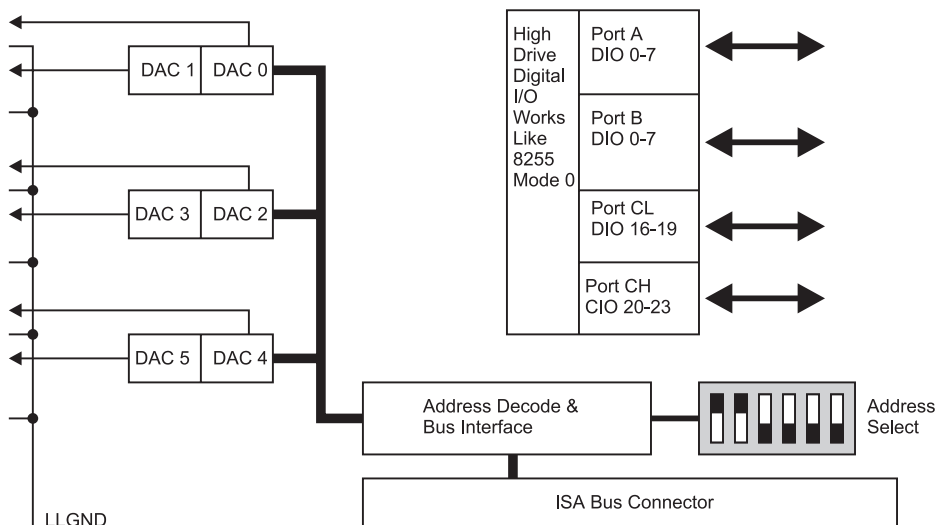 DAC 1
DAC 0
DAC 3
DAC 2
DAC 5
DAC 4
High
Drive
Digital
I/O
Works
Like
8255
Mode 0
Port A
DIO 0-7
Port B
DIO 0-7
Port CL
DIO 16-19
Port CH
CIO 20-23
Address Decode &
Bus Interface
Address
Select
ISA Bus Connector
LLGND